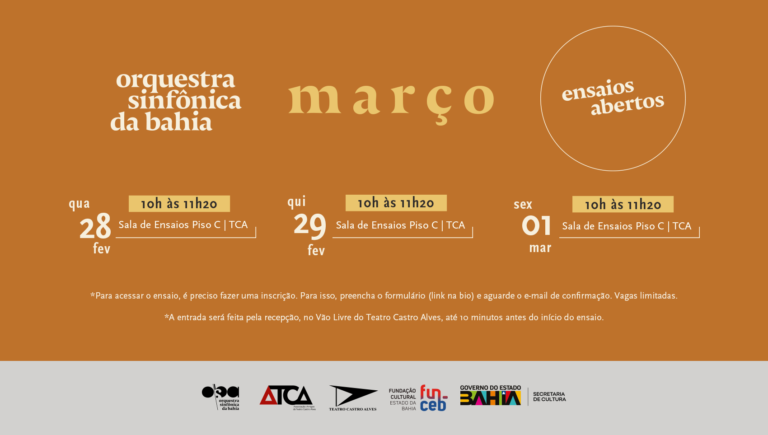 orquestra
sinfônica
da bahia
março
ensaios
abertos
qua
28
fev
10h às 11h20
Sala de Ensaios Piso C | TCA
qui
29
fev
10h às 11h20
Sala de Ensaios Piso C | TCA
sex
01
mar
10h às 11h20
Sala de Ensaios Piso C | TCA
*Para acessar o ensaio, é preciso fazer uma inscrição. Para isso, preencha o formulário (link na bio) e aguarde o e-mail de confirmação. Vagas limitadas.
*A entrada será feita pela recepção, no Vão Livre do Teatro Castro Alves, até 10 minutos antes do início do ensaio.
orquestra
sinfônica
da bahia
ATCA
TEATRO CASTRO ALVES
FUNDAÇÃO
CULTURAL
ESTADO DA
BAHIA
fun_
ceb
GOVERNO DO ESTADO
BAHIA
SECRETARIA
DE CULTURA